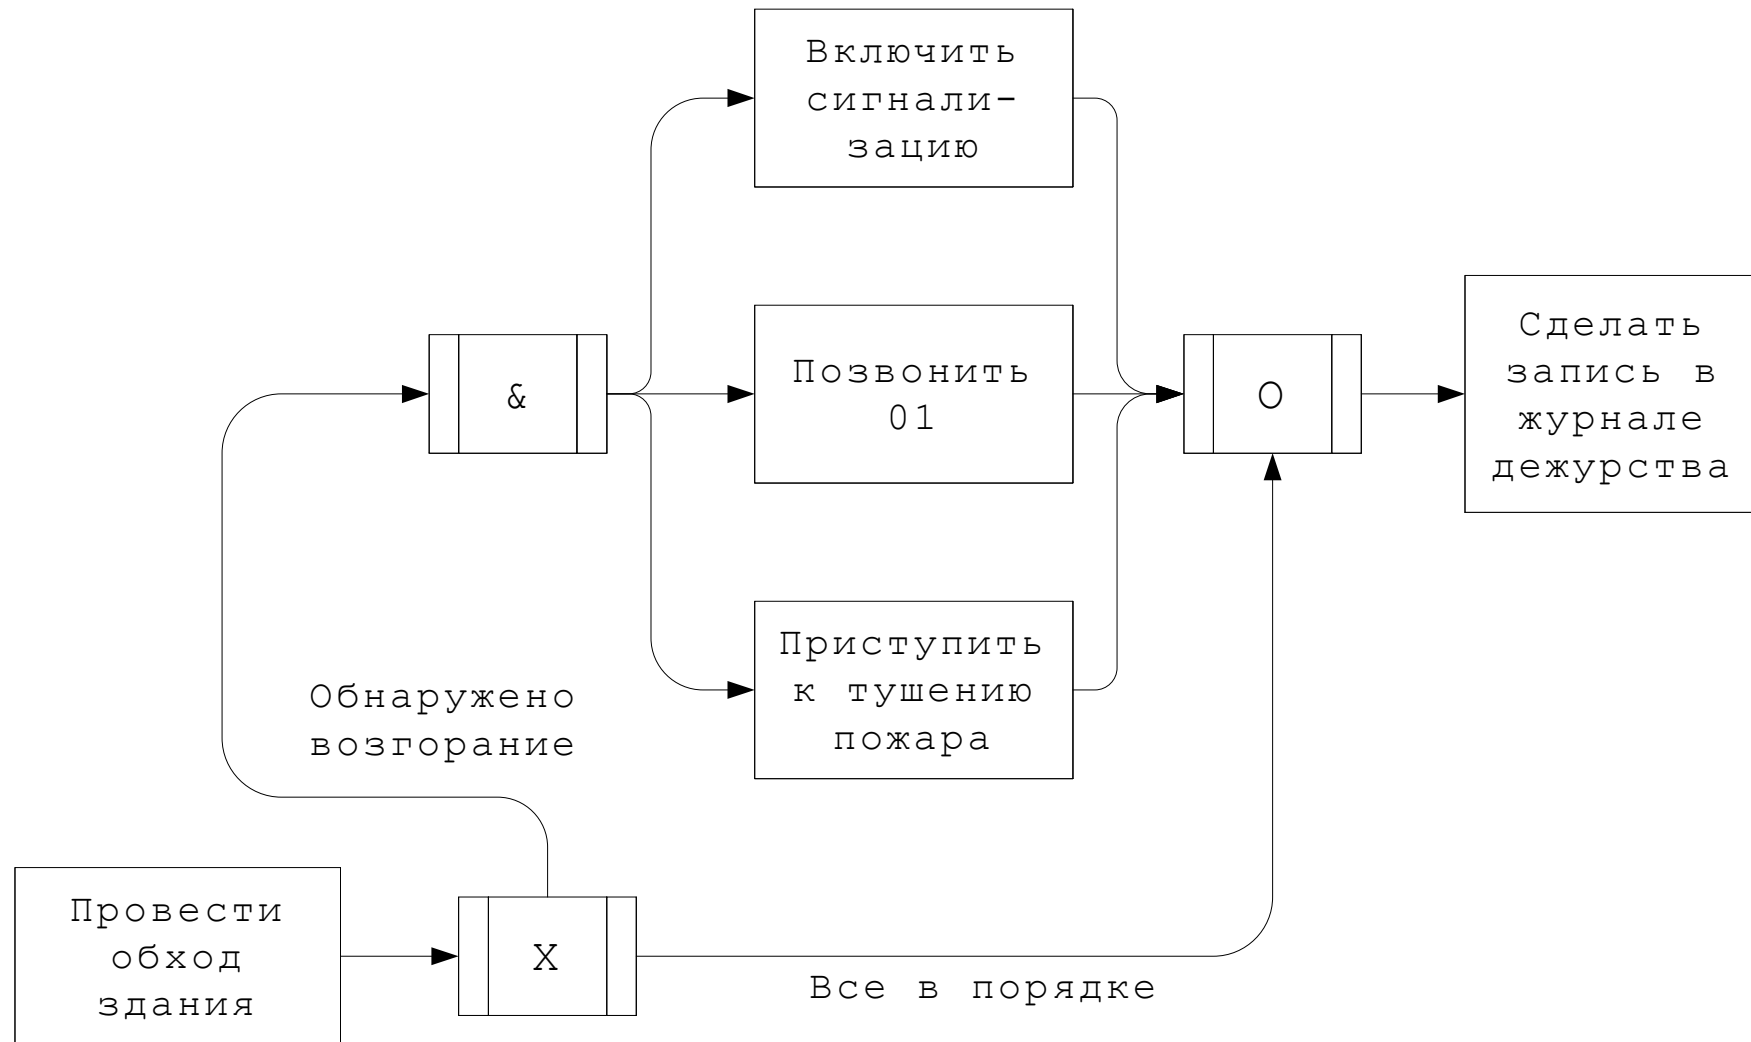 Включить
сигнали-
зацию
&
Позвонить
01
О
Сделать
запись в
журнале
дежурства
Приступить
к тушению
пожара
Обнаружено
возгорание
Провести
обход
здания
Х
Все в порядке